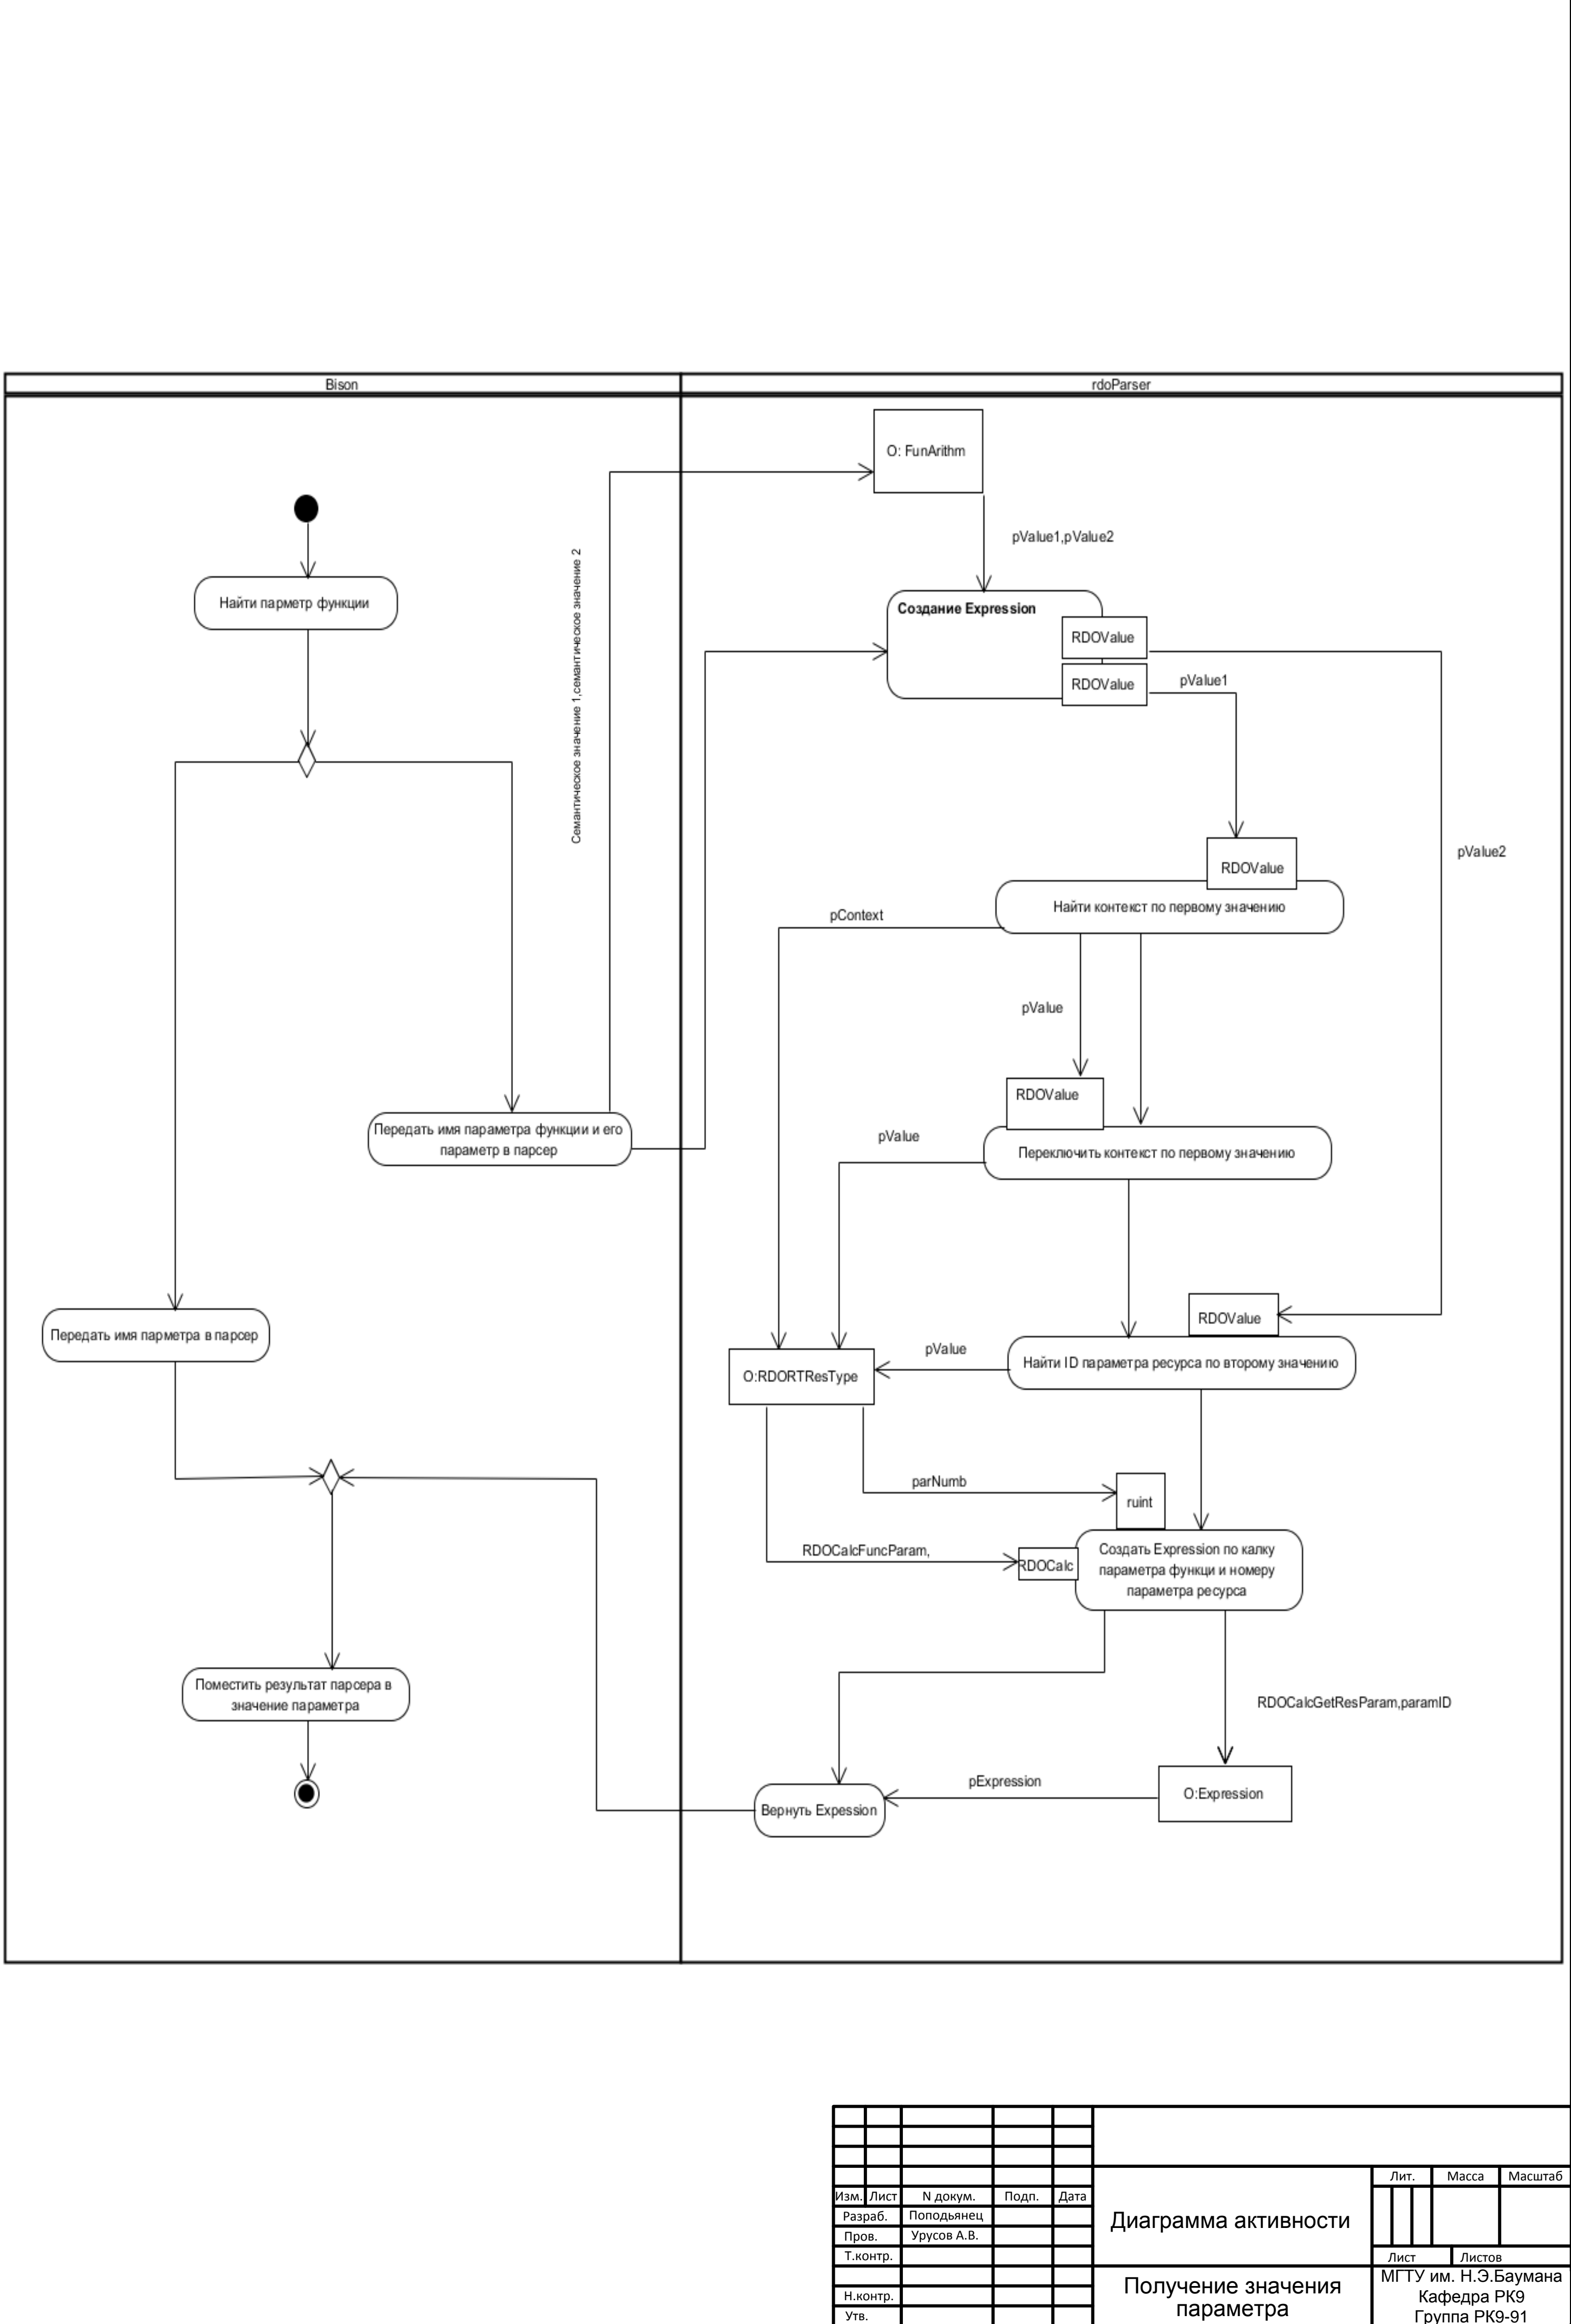 Bison
rdoParser
O: FunArithm
pValue1,pValue2
Найти парметр функции
Семантическое значение 1,семантическое значение 2
Создание Expression
RDOValue
RDOValue
pValue1
pValue2
RDOValue
Найти контекст по первому значению
pContext
pValue
RDOValue
Передать имя параметра функции и его
параметр в парсер
pValue
Переключить контекст по первому значению
RDOValue
Передать имя парметра в парсер
pValue
Найти ID параметра ресурса по второму значению
O:RDORTResType
parNumb
ruint
RDOCalcFuncParam,
RDOCalc
Создать Expression по калку
параметра функци и номеру
параметра ресурса
Поместить результат парсера в
значение параметра
RDOCalcGetResParam,paramID
pExpression
O:Expression
Вернуть Expession
Лит. Масса Масштаб
Изм. Лист N докум. Подп. Дата
Разраб. Поподьянец
Диаграмма активности
Пров. Урусов А.В.
Т.контр.
Лист Листов
Получение значения
параметра
МГТУ им. Н.Э.Баумана
Кафедра РК9
Группа РК9-91
Н.контр.
Утв.